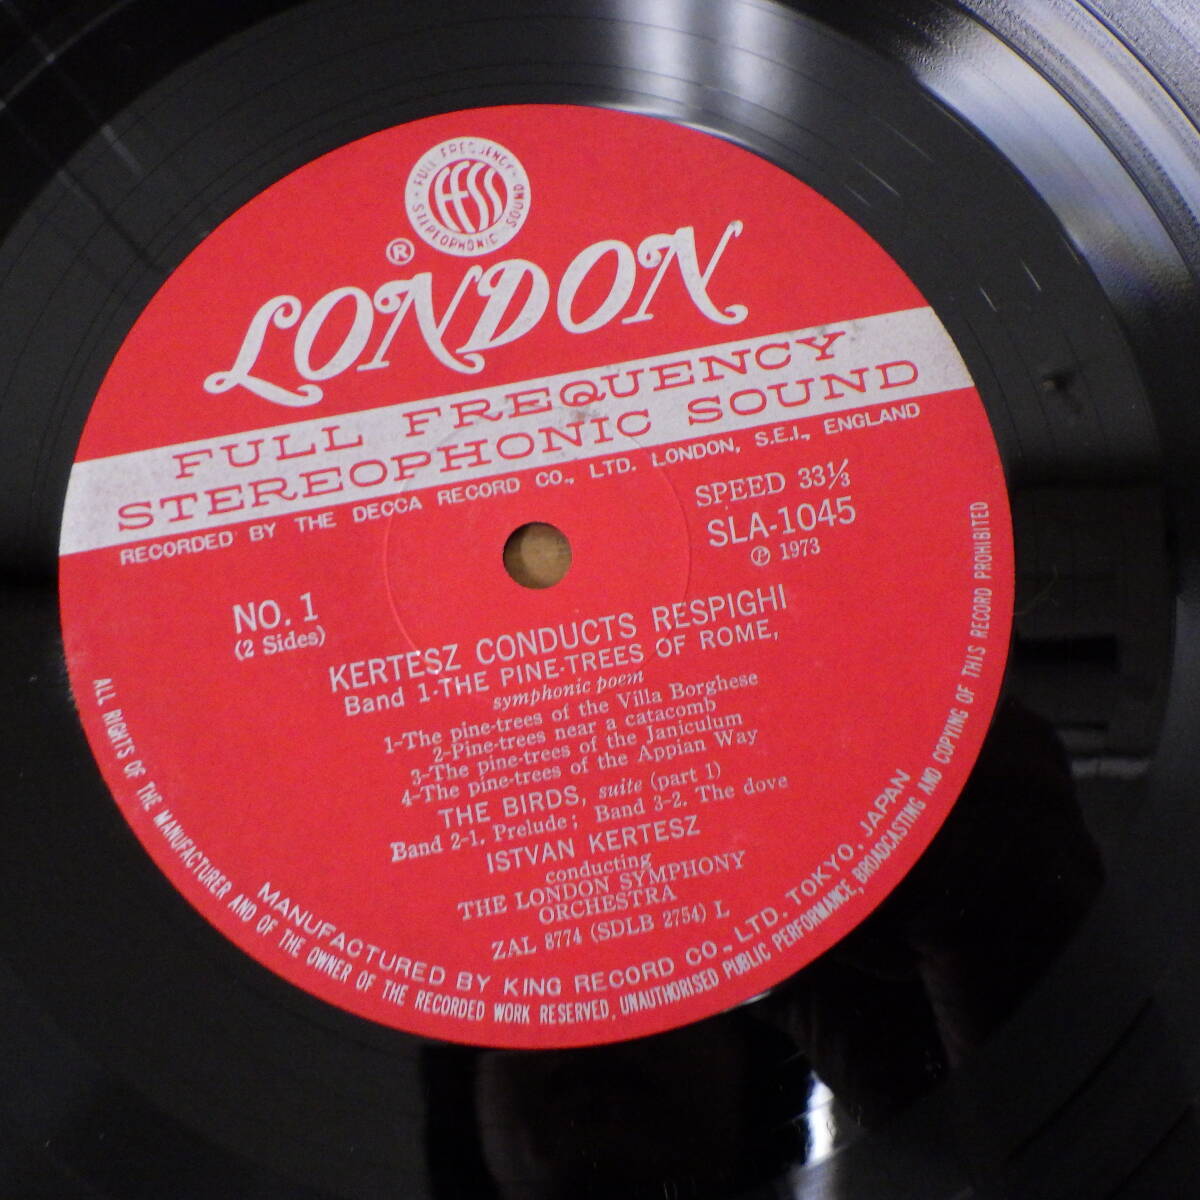 FULL FREQUENCY
STEREOPHONIC SOUND
FFSS
®
LONDON
FULL FREQUENCY
STEREOPHONIC SOUND
RECORDED BY THE DECCA RECORD CO., LTD. LONDON, S.E.I., ENGLAND
SPEED 33⅓
SLA-1045
℗ 1973
NO. 1
(2 Sides)
KERTESZ CONDUCTS RESPIGHI
Band 1-THE PINE-TREES OF ROME,
symphonic poem
1-The pine-trees of the Villa Borghese
2-Pine-trees near a catacomb
3-The pine-trees of the Janiculum
4-The pine-trees of the Appian Way
THE BIRDS, suite (part 1)
Band 2-1. Prelude; Band 3-2. The dove
ISTVAN KERTESZ
conducting
THE LONDON SYMPHONY
ORCHESTRA
ZAL 8774 (SDLB 2754) L
MANUFACTURED BY KING RECORD CO., LTD. TOKYO, JAPAN
ALL RIGHTS OF THE MANUFACTURER AND OF THE OWNER OF THE RECORDED WORK RESERVED, UNAUTHORISED PUBLIC PERFORMANCE, BROADCASTING AND COPYING OF THIS RECORD PROHIBITED